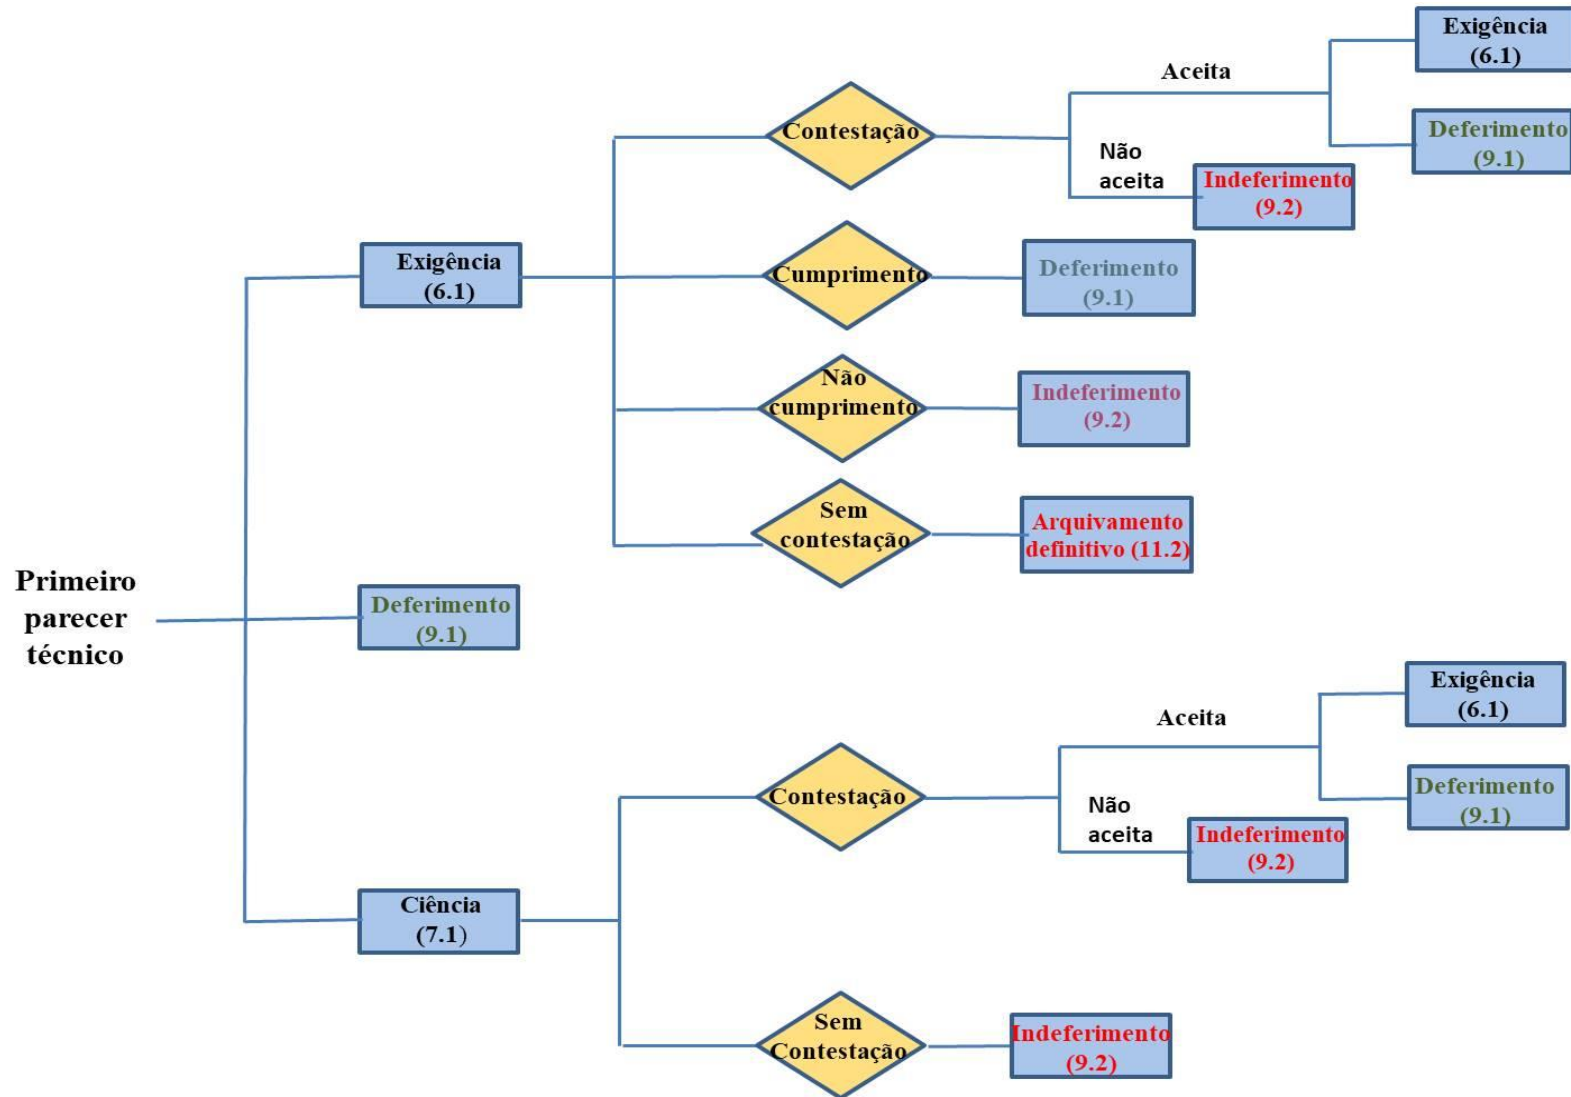 Exigência
(6.1)
Aceita
Contestação
Deferimento
(9.1)
Não
aceita
Indeferimento
(9.2)
Exigência
(6.1)
Cumprimento
Deferimento
(9.1)
Não
cumprimento
Indeferimento
(9.2)
Sem
contestação
Arquivamento
definitivo (11.2)
Primeiro
parecer
técnico
Deferimento
(9.1)
Exigência
(6.1)
Aceita
Contestação
Deferimento
(9.1)
Não
aceita
Indeferimento
(9.2)
Ciência
(7.1)
Sem
Contestação
Indeferimento
(9.2)